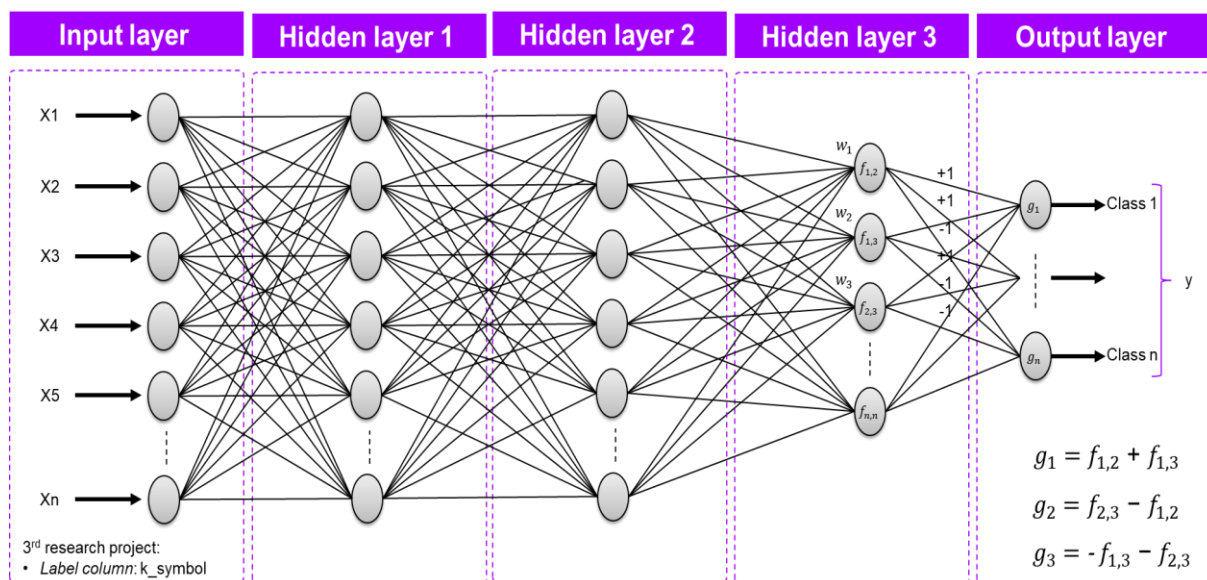 Input layer
Hidden layer 1
Hidden layer 2
Hidden layer 3
Output layer
X1
X2
X3
X4
X5
Xn
w₁
f₁,₂
w₂
f₁,₃
w₃
f₂,₃
fₙ,ₙ
+1
+1
-1
+1
-1
-1
g₁
gₙ
Class 1
Class n
y
g₁ = f₁,₂ + f₁,₃
g₂ = f₂,₃ − f₁,₂
g₃ = - f₁,₃ − f₂,₃
3rd research project:
• Label column: k_symbol